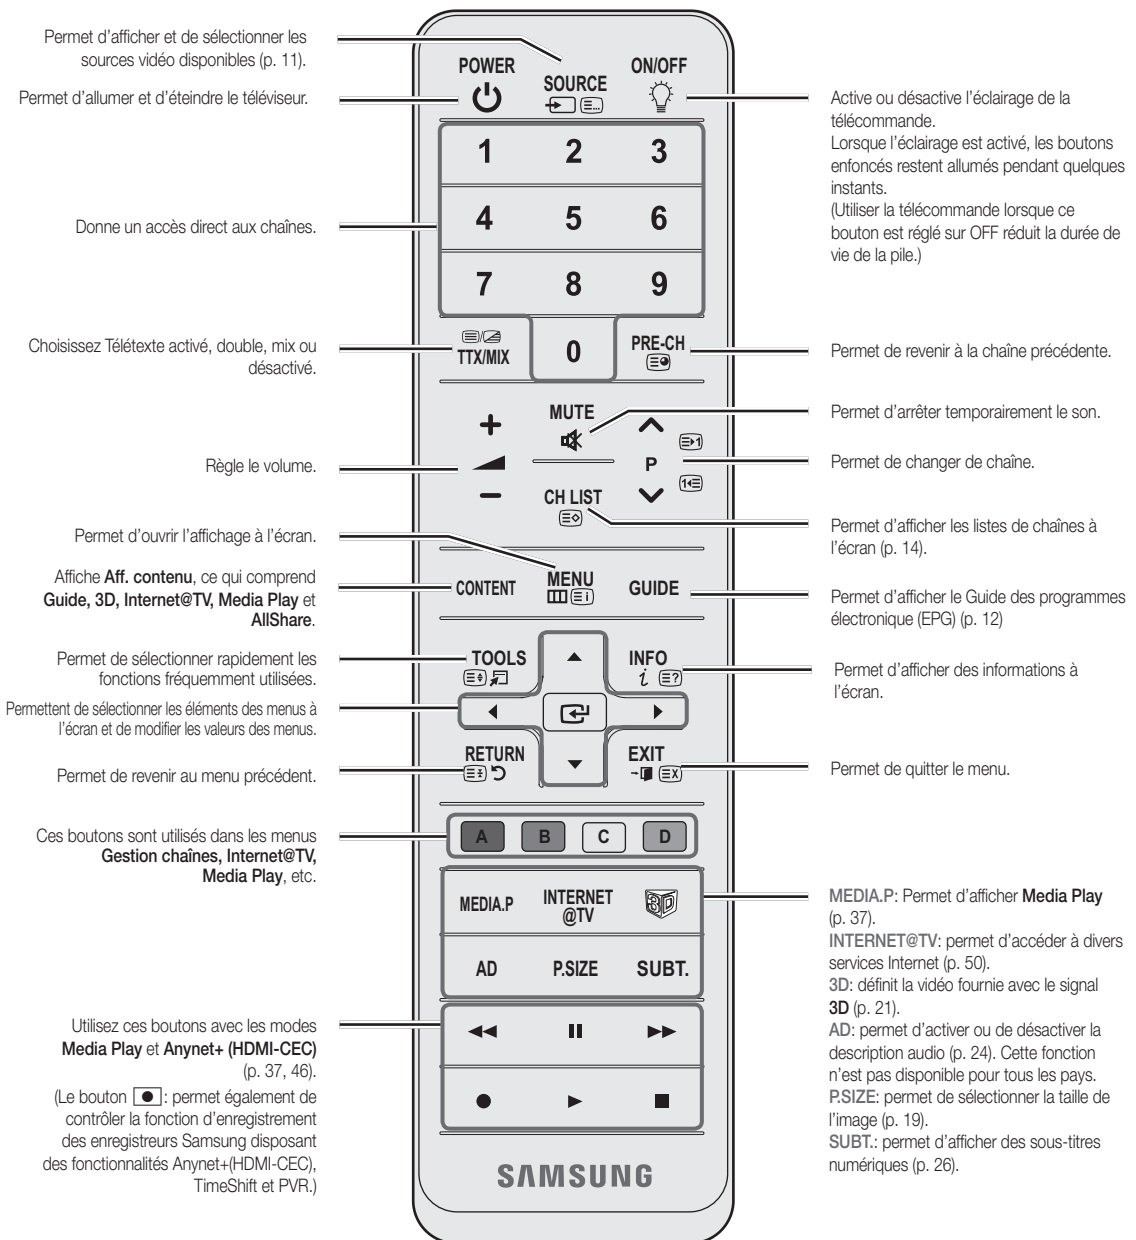 Permet d'afficher et de sélectionner les
sources vidéo disponibles (p. 11).
Permet d'allumer et d'éteindre le téléviseur.
Donne un accès direct aux chaînes.
Choisissez Télétexte activé, double, mix ou
désactivé.
Règle le volume.
Permet d'ouvrir l'affichage à l'écran.
Affiche Aff. contenu, ce qui comprend
Guide, 3D, Internet@TV, Media Play et
AllShare.
Permet de sélectionner rapidement les
fonctions fréquemment utilisées.
Permettent de sélectionner les éléments des menus à
l'écran et de modifier les valeurs des menus.
Permet de revenir au menu précédent.
Ces boutons sont utilisés dans les menus
Gestion chaînes, Internet@TV,
Media Play, etc.
Utilisez ces boutons avec les modes
Media Play et Anynet+ (HDMI-CEC)
(p. 37, 46).
(Le bouton ●: permet également de
contrôler la fonction d'enregistrement
des enregistreurs Samsung disposant
des fonctionnalités Anynet+(HDMI-CEC),
TimeShift et PVR.)
POWER
SOURCE
ON/OFF
1 2 3
4 5 6
7 8 9
TTX/MIX
0
PRE-CH
+
MUTE
P
−
CH LIST
CONTENT
MENU
GUIDE
TOOLS
INFO
RETURN
EXIT
A B C D
MEDIA.P
INTERNET
@TV
3D
AD
P.SIZE
SUBT.
SAMSUNG
Active ou désactive l'éclairage de la
télécommande.
Lorsque l'éclairage est activé, les boutons
enfoncés restent allumés pendant quelques
instants.
(Utiliser la télécommande lorsque ce
bouton est réglé sur OFF réduit la durée de
vie de la pile.)
Permet de revenir à la chaîne précédente.
Permet d'arrêter temporairement le son.
Permet de changer de chaîne.
Permet d'afficher les listes de chaînes à
l'écran (p. 14).
Permet d'afficher le Guide des programmes
électronique (EPG) (p. 12)
Permet d'afficher des informations à
l'écran.
Permet de quitter le menu.
MEDIA.P: Permet d'afficher Media Play
(p. 37).
INTERNET@TV: permet d'accéder à divers
services Internet (p. 50).
3D: définit la vidéo fournie avec le signal
3D (p. 21).
AD: permet d'activer ou de désactiver la
description audio (p. 24). Cette fonction
n'est pas disponible pour tous les pays.
P.SIZE: permet de sélectionner la taille de
l'image (p. 19).
SUBT.: permet d'afficher des sous-titres
numériques (p. 26).